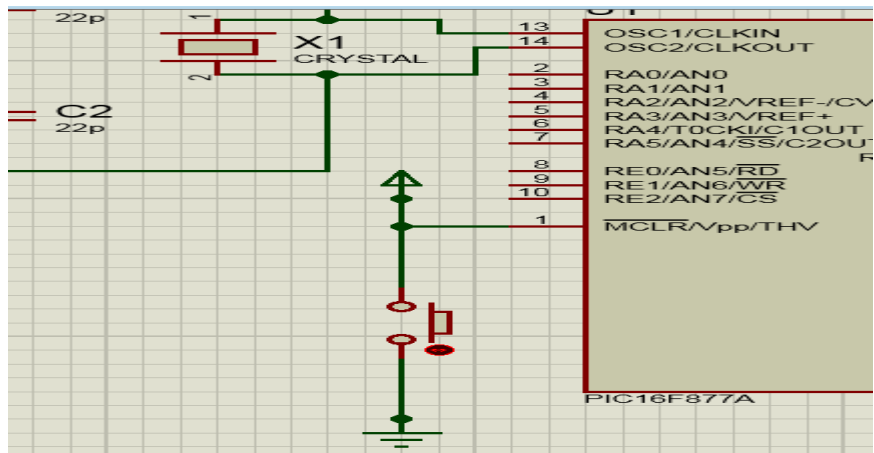 22p
1
X1
CRYSTAL
2
C2
22p
13
OSC1/CLKIN
14
OSC2/CLKOUT
2
RA0/AN0
3
RA1/AN1
4
RA2/AN2/VREF-/CV
5
RA3/AN3/VREF+
6
RA4/T0CKI/C1OUT
7
RA5/AN4/SS/C2OUT
R
8
RE0/AN5/RD
9
RE1/AN6/WR
10
RE2/AN7/CS
1
MCLR/Vpp/THV
PIC16F877A